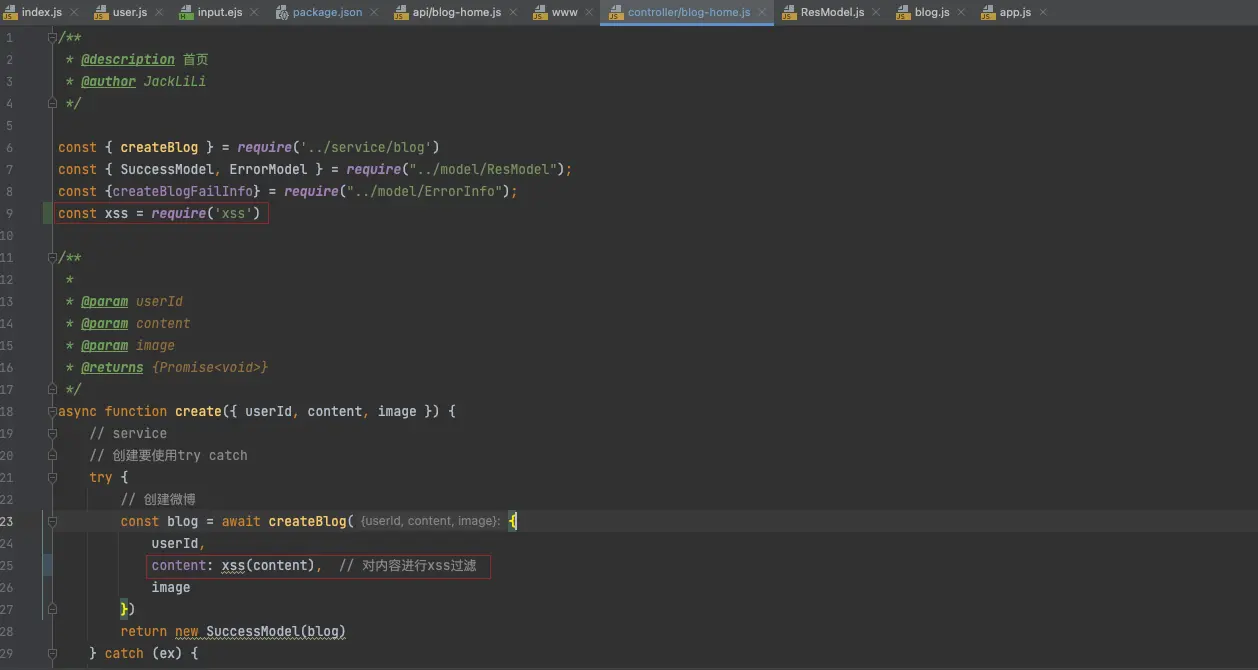 index.js user.js input.ejs package.json api/blog-home.js www controller/blog-home.js ResModel.js blog.js app.js
1 /**
2 * @description 首页
3 * @author JackLiLi
4 */
5
6 const { createBlog } = require('../service/blog')
7 const { SuccessModel, ErrorModel } = require("../model/ResModel");
8 const {createBlogFailInfo} = require("../model/ErrorInfo");
9 const xss = require('xss')
10
11 /**
12 *
13 * @param userId
14 * @param content
15 * @param image
16 * @returns {Promise<void>}
17 */
18 async function create({ userId, content, image }) {
19 // service
20 // 创建要使用try catch
21 try {
22 // 创建微博
23 const blog = await createBlog( {userId, content, image}: {
24 userId,
25 content: xss(content), // 对内容进行xss过滤
26 image
27 })
28 return new SuccessModel(blog)
29 } catch (ex) {